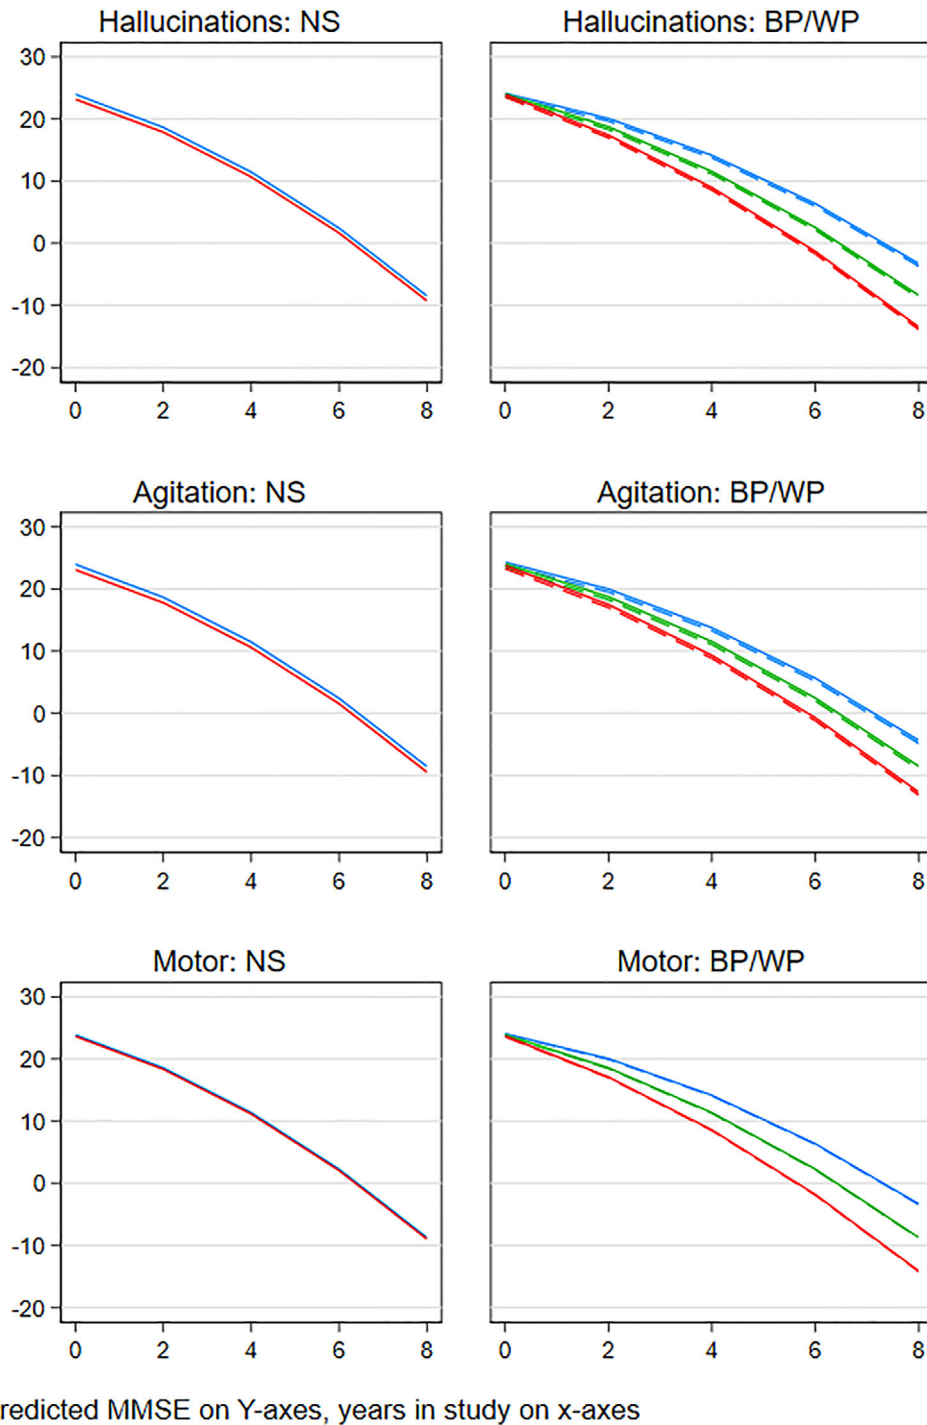 Hallucinations: NS
Hallucinations: BP/WP
30
20
10
0
-10
-20
0 2 4 6 8
0 2 4 6 8
Agitation: NS
Agitation: BP/WP
30
20
10
0
-10
-20
0 2 4 6 8
0 2 4 6 8
Motor: NS
Motor: BP/WP
30
20
10
0
-10
-20
0 2 4 6 8
0 2 4 6 8
redicted MMSE on Y-axes, years in study on x-axes